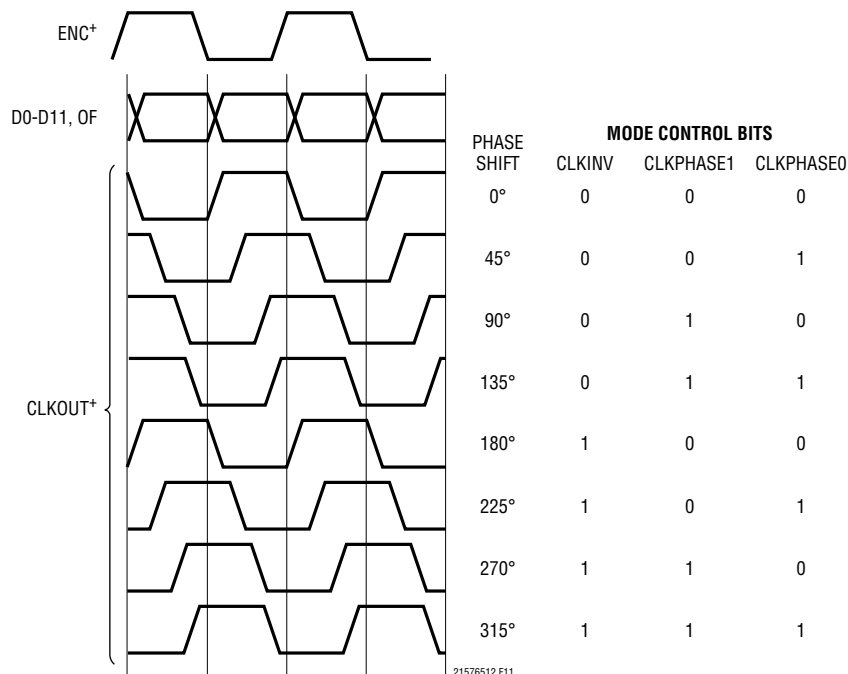 ENC+
D0-D11, OF
CLKOUT+
MODE CONTROL BITS
PHASE SHIFT CLKINV CLKPHASE1 CLKPHASE0
0° 0 0 0
45° 0 0 1
90° 0 1 0
135° 0 1 1
180° 1 0 0
225° 1 0 1
270° 1 1 0
315° 1 1 1
21576512 F11